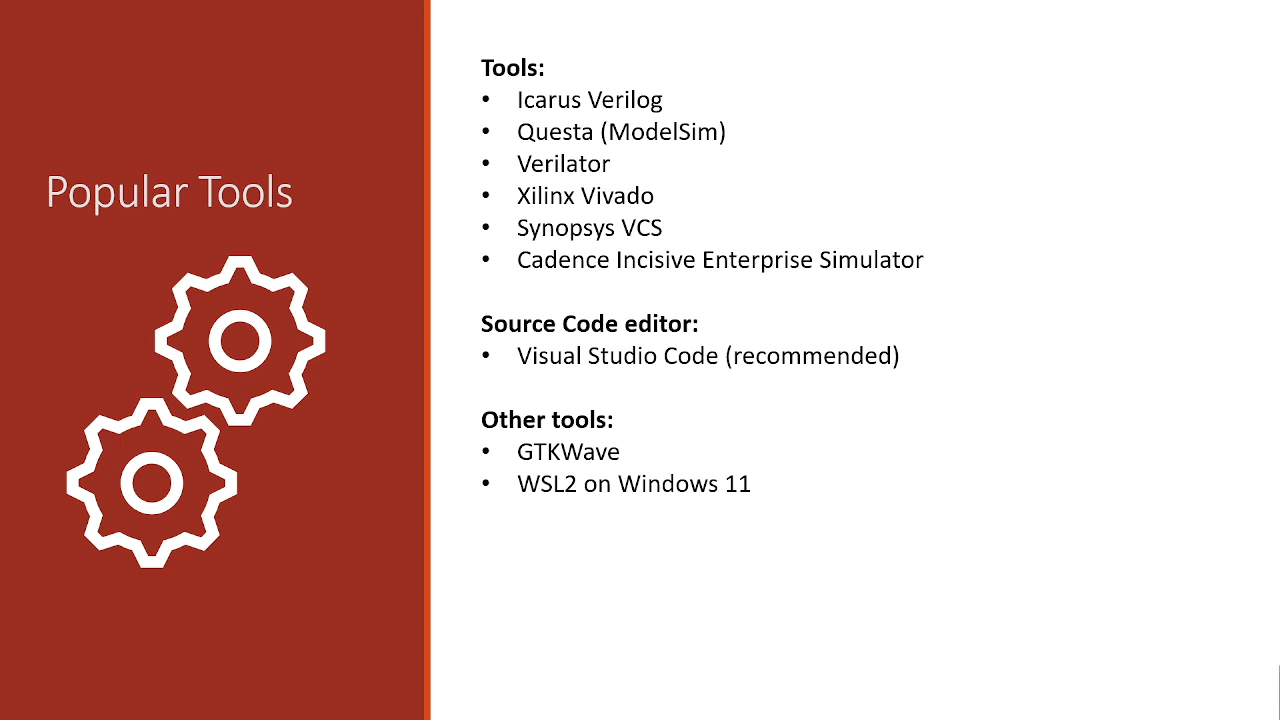 Popular Tools
Tools:
• Icarus Verilog
• Questa (ModelSim)
• Verilator
• Xilinx Vivado
• Synopsys VCS
• Cadence Incisive Enterprise Simulator
Source Code editor:
• Visual Studio Code (recommended)
Other tools:
• GTKWave
• WSL2 on Windows 11